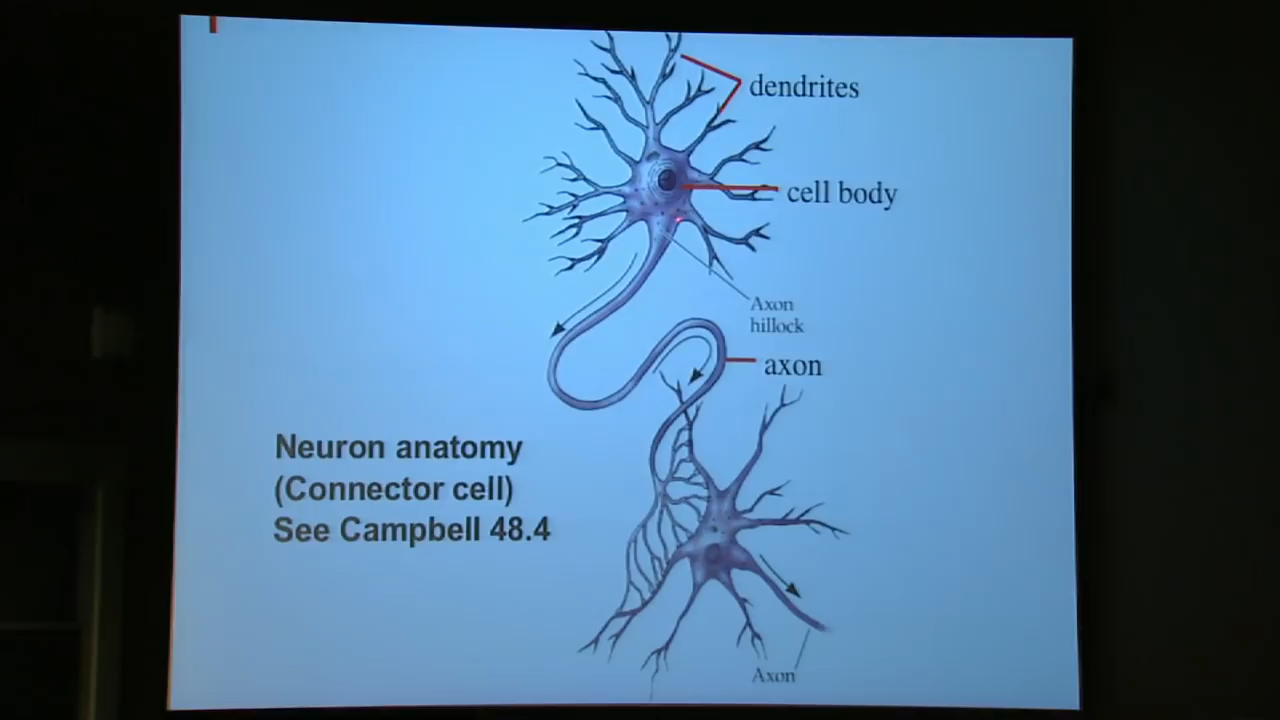 dendrites
cell body
Axon
hillock
axon
Neuron anatomy
(Connector cell)
See Campbell 48.4
Axon